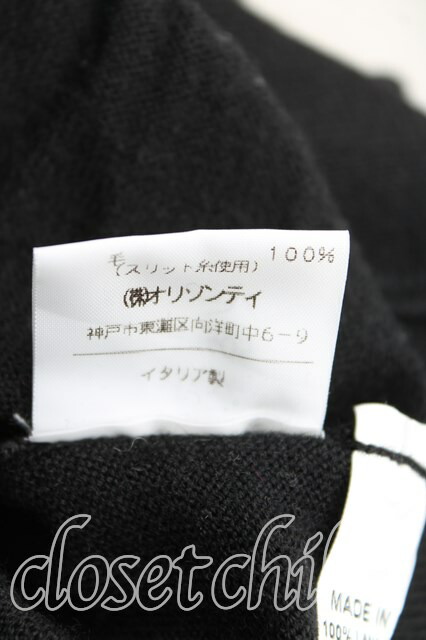 毛 100%
(スリット糸使用)
(株)オリゾンティ
神戸市東灘区向洋町中6-9
イタリア製
MADE IN
100%
closetchil